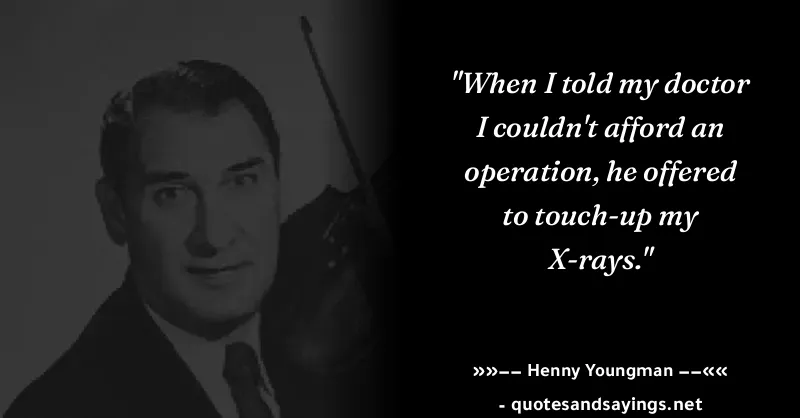 "When I told my doctor
I couldn't afford an
operation, he offered
to touch-up my
X-rays."
»»–– Henny Youngman ––««
- quotesandsayings.net